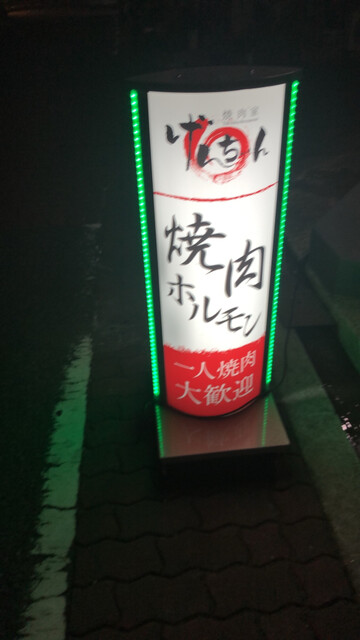 焼肉家
げんちん
焼肉
ホルモン
一人焼肉
大歓迎